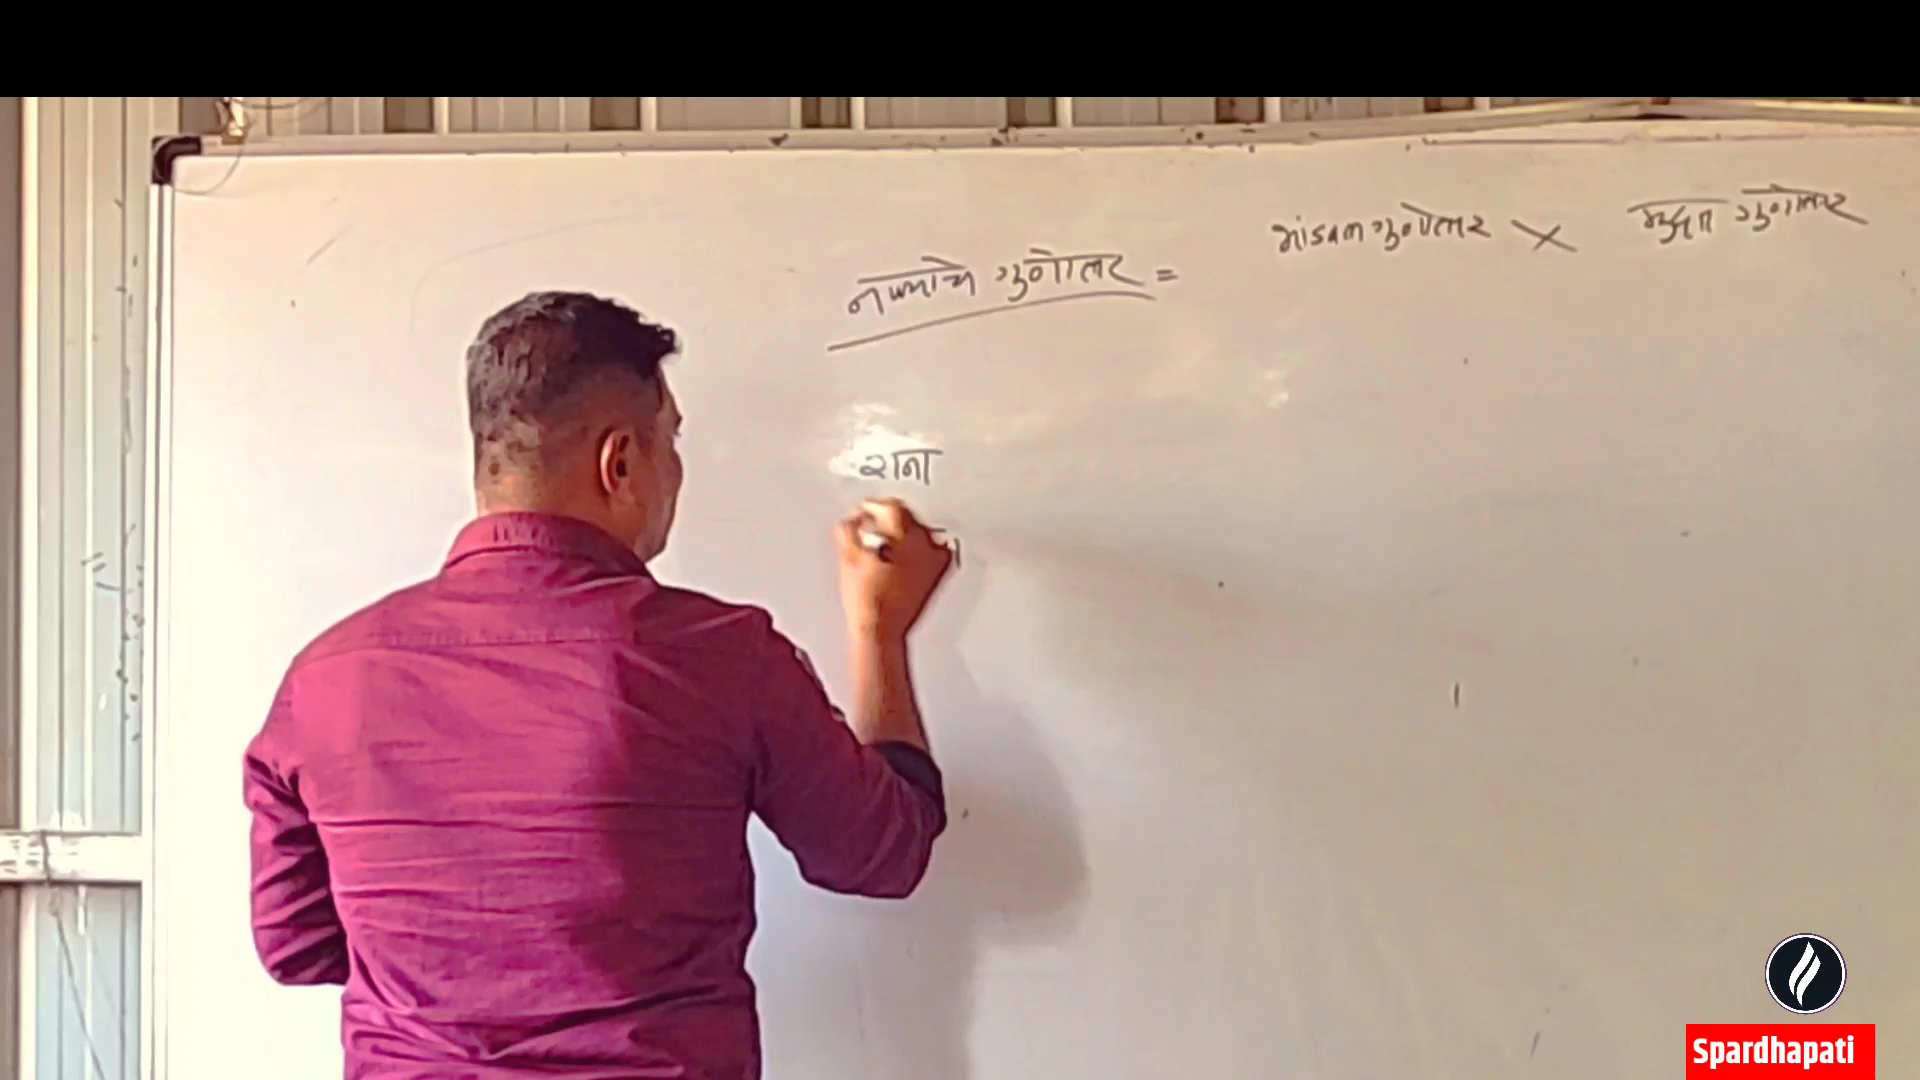 नफ्याचे गुणोत्तर = भांडवल गुणोत्तर × मुदत गुणोत्तर
राजा
Spardhapati